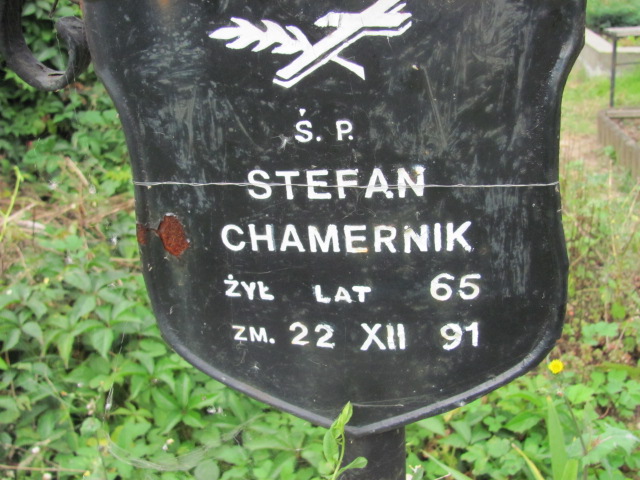 Ś. P.
STEFAN
CHAMERNIK
ŻYŁ LAT 65
ZM. 22 XII 91